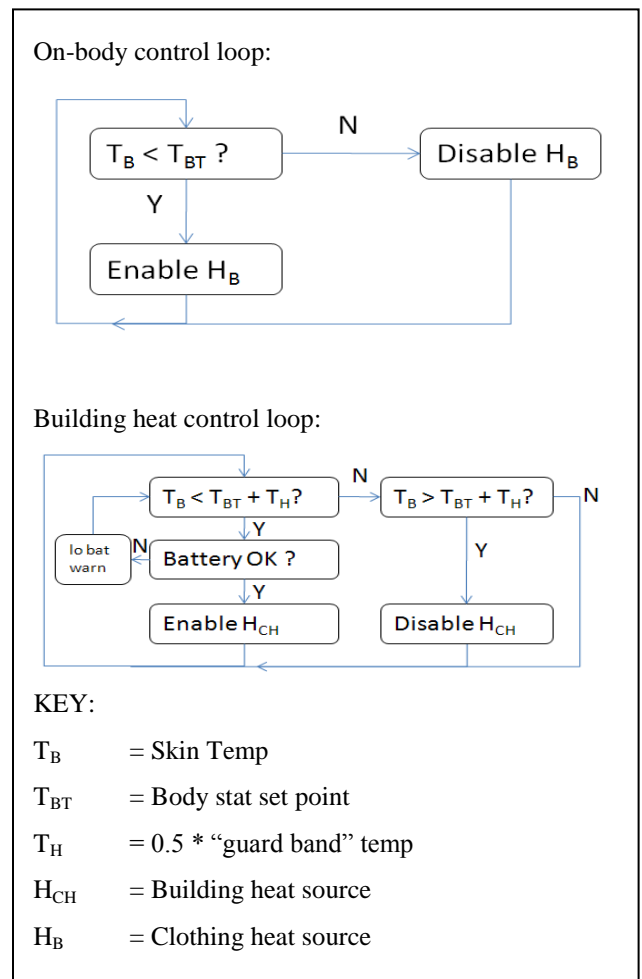 On-body control loop:
T_B < T_BT ?
N
Disable H_B
Y
Enable H_B
Building heat control loop:
T_B < T_BT + T_H?
N
T_B > T_BT + T_H?
N
Y
lo bat
warn
N
Battery OK ?
Y
Y
Enable H_CH
Disable H_CH
KEY:
T_B = Skin Temp
T_BT = Body stat set point
T_H = 0.5 * “guard band” temp
H_CH = Building heat source
H_B = Clothing heat source